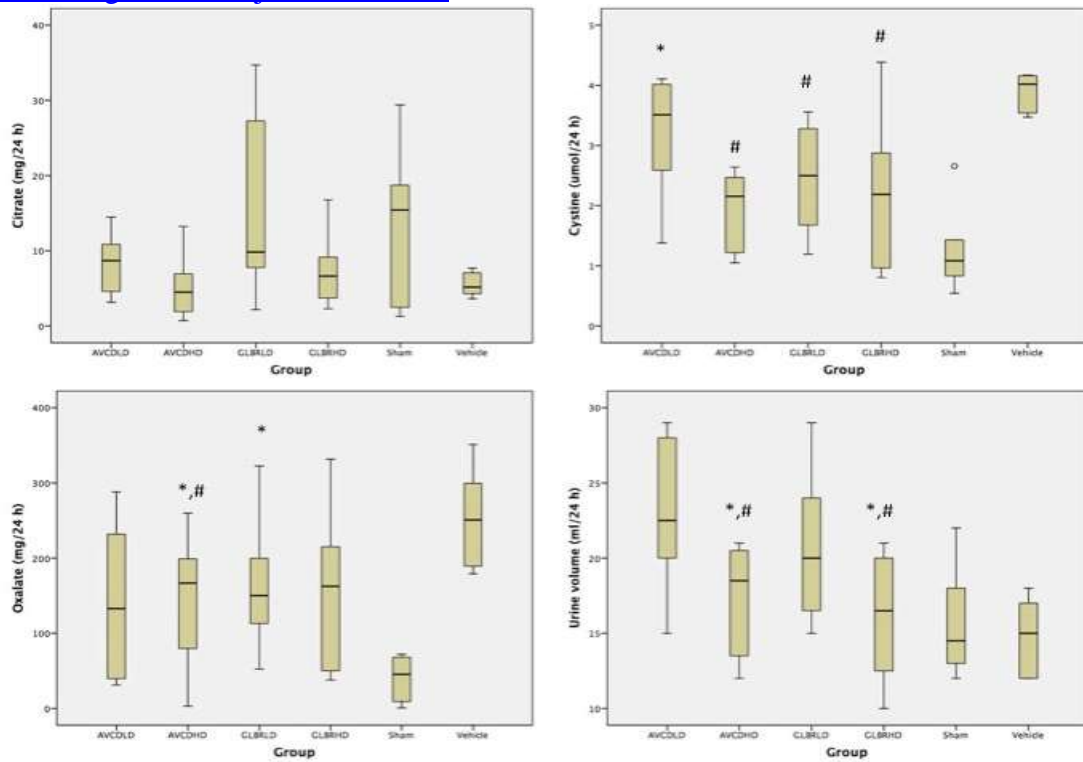 Citrate (mg/24 h)
40
30
20
10
0
AVCDLD AVCDHD GLBRLD GLBRHD Sham Vehicle
Group
Cystine (umol/24 h)
5
4
3
2
1
0
*
#
#
#
AVCDLD AVCDHD GLBRLD GLBRHD Sham Vehicle
Group
Oxalate (mg/24 h)
400
300
200
100
0
*,#
*
AVCDLD AVCDHD GLBRLD GLBRHD Sham Vehicle
Group
Urine volume (ml/24 h)
30
25
20
15
10
*,#
*,#
AVCDLD AVCDHD GLBRLD GLBRHD Sham Vehicle
Group